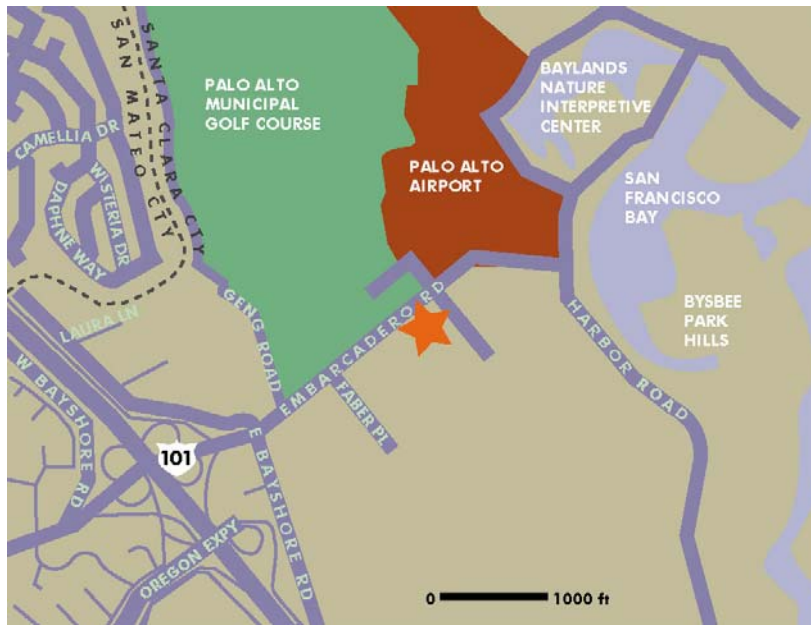 PALO ALTO
MUNICIPAL
GOLF COURSE
BAYLANDS
NATURE
INTERPRETIVE
CENTER
SANTA CLARA CTY
SAN MATEO CTY
CAMELLIA DR
WISTERIA DR
DAPHNE WAY
PALO ALTO
AIRPORT
SAN
FRANCISCO
BAY
BYSBEE
PARK
HILLS
GENG ROAD
EMBARCADERO RD
HARBOR ROAD
LAURA LN
W BAYSHORE RD
FABER PL
101
E BAYSHORE RD
OREGON EXPY
0 1000 ft